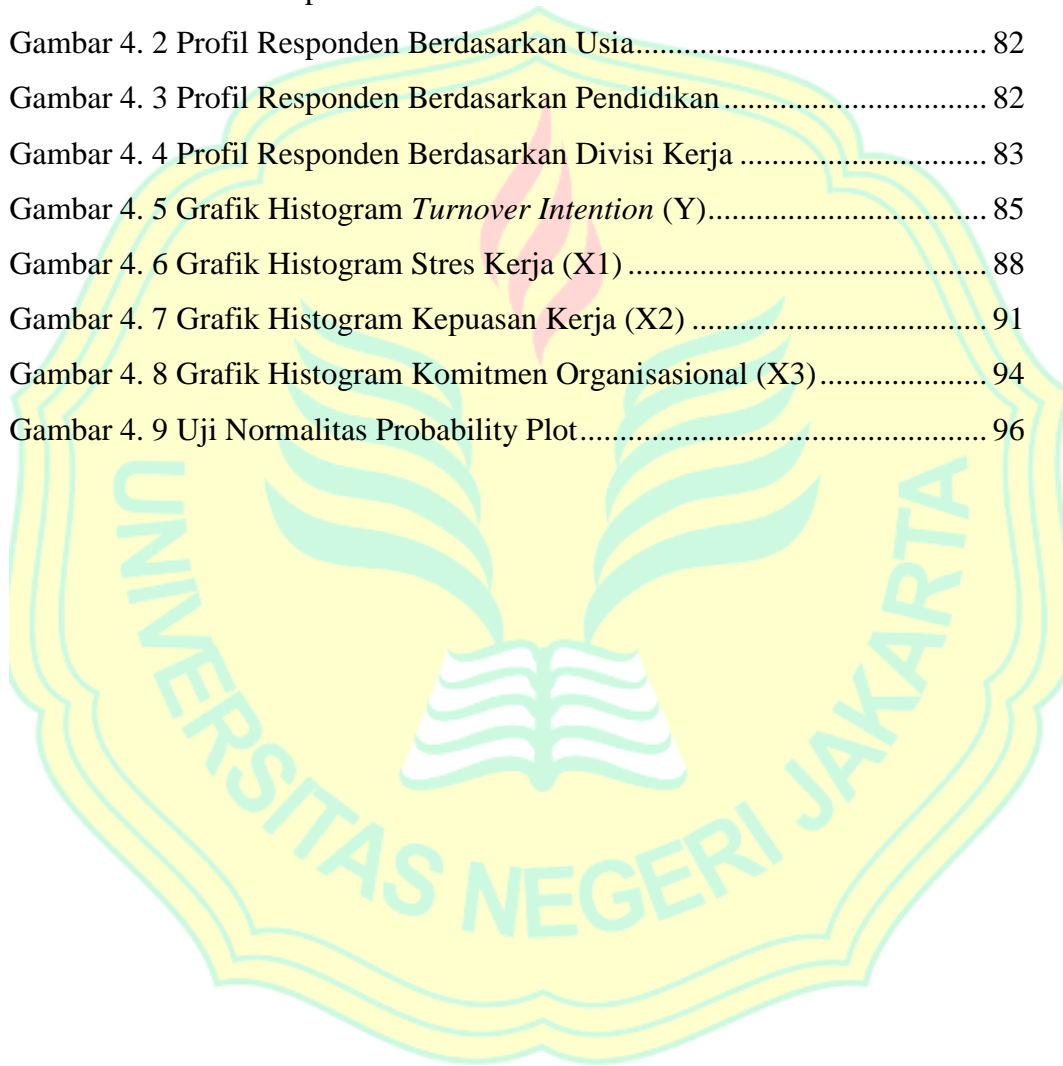 Gambar 4. 2 Profil Responden Berdasarkan Usia.......................................... 82
Gambar 4. 3 Profil Responden Berdasarkan Pendidikan............................... 82
Gambar 4. 4 Profil Responden Berdasarkan Divisi Kerja ............................. 83
Gambar 4. 5 Grafik Histogram Turnover Intention (Y)................................. 85
Gambar 4. 6 Grafik Histogram Stres Kerja (X1) ........................................... 88
Gambar 4. 7 Grafik Histogram Kepuasan Kerja (X2) ................................... 91
Gambar 4. 8 Grafik Histogram Komitmen Organisasional (X3).................... 94
Gambar 4. 9 Uji Normalitas Probability Plot................................................. 96
UNIVERSITAS NEGERI JAKARTA